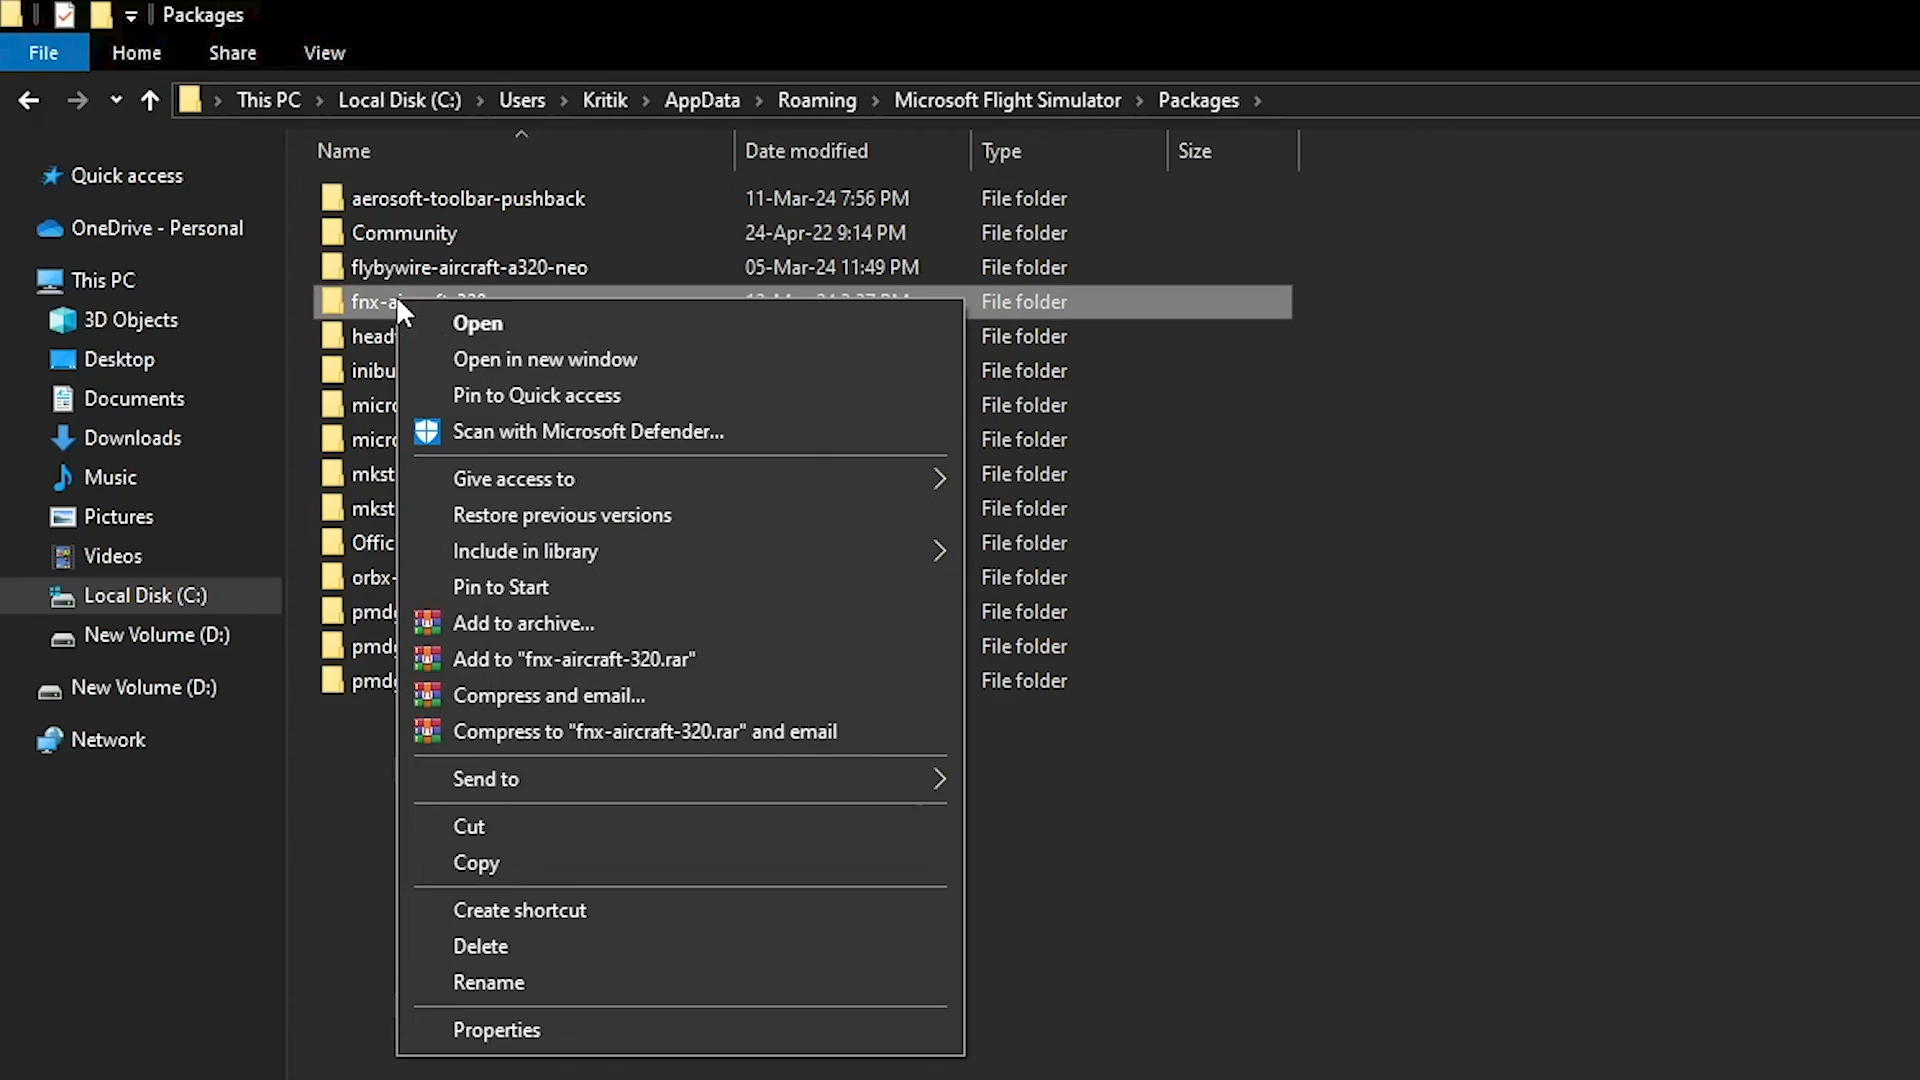 Packages
File Home Share View
This PC Local Disk (C:) Users Kritik AppData Roaming Microsoft Flight Simulator Packages
Name Date modified Type Size
Quick access
OneDrive - Personal
This PC
3D Objects
Desktop
Documents
Downloads
Music
Pictures
Videos
Local Disk (C:)
New Volume (D:)
New Volume (D:)
Network
aerosoft-toolbar-pushback 11-Mar-24 7:56 PM File folder
Community 24-Apr-22 9:14 PM File folder
flybywire-aircraft-a320-neo 05-Mar-24 11:49 PM File folder
File folder
File folder
inibu File folder
micr File folder
micr File folder
mkst File folder
mkst File folder
Offic File folder
orbx- File folder
pmd File folder
pmd File folder
pmd File folder
Open
Open in new window
Pin to Quick access
Scan with Microsoft Defender...
Give access to
Restore previous versions
Include in library
Pin to Start
Add to archive...
Add to "fnx-aircraft-320.rar"
Compress and email...
Compress to "fnx-aircraft-320.rar" and email
Send to
Cut
Copy
Create shortcut
Delete
Rename
Properties